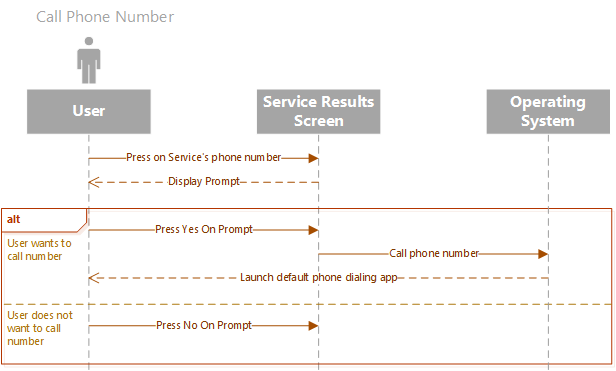 Call Phone Number
User
Service Results
Screen
Operating
System
Press on Service's phone number
Display Prompt
alt
User wants to
call number
Press Yes On Prompt
Call phone number
Launch default phone dialing app
User does not
want to call
number
Press No On Prompt